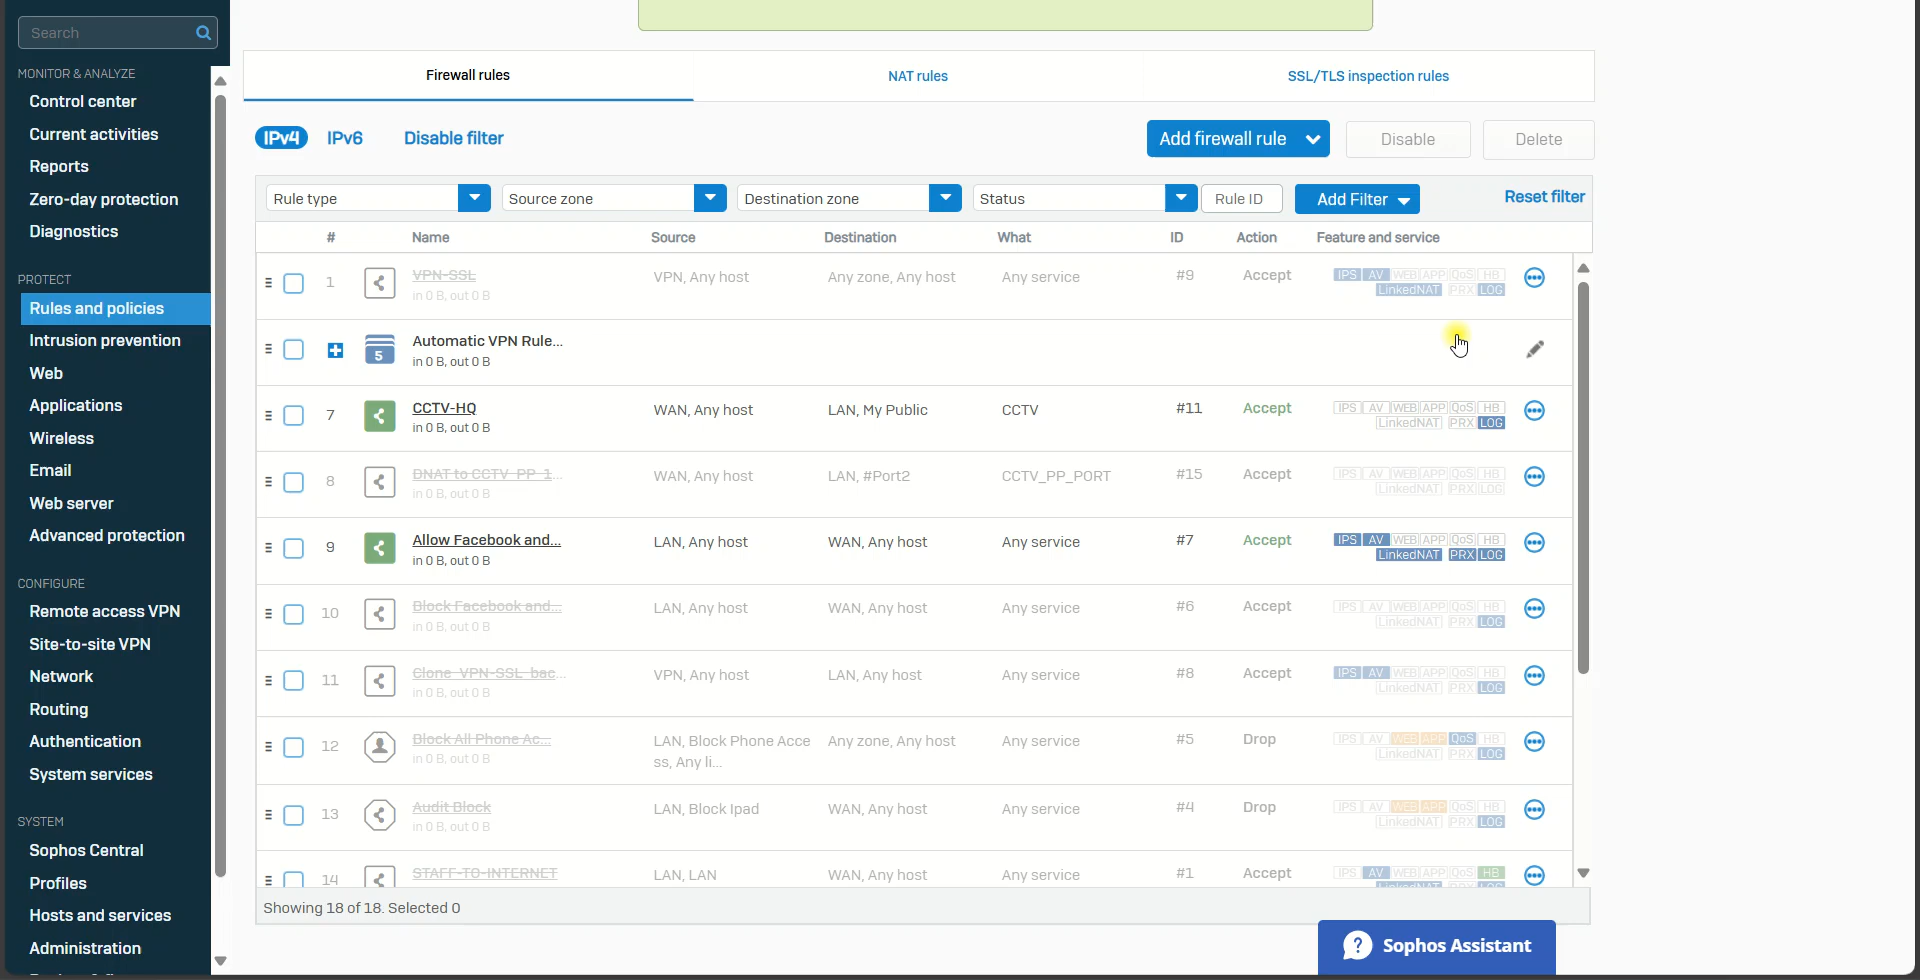 Search
MONITOR & ANALYZE
Control center
Current activities
Reports
Zero-day protection
Diagnostics
PROTECT
Rules and policies
Intrusion prevention
Web
Applications
Wireless
Email
Web server
Advanced protection
CONFIGURE
Remote access VPN
Site-to-site VPN
Network
Routing
Authentication
System services
SYSTEM
Sophos Central
Profiles
Hosts and services
Administration
Firewall rules NAT rules SSL/TLS inspection rules
IPv4 IPv6 Disable filter Add firewall rule Disable Delete
Rule type Source zone Destination zone Status Rule ID Add Filter Reset filter
# Name Source Destination What ID Action Feature and service
1 VPN-SSL VPN, Any host Any zone, Any host Any service #9 Accept IPS AV WEB APP QoS HB
in 0 B, out 0 B LinkedNAT PRX LOG
5 Automatic VPN Rule...
in 0 B, out 0 B
7 CCTV-HQ WAN, Any host LAN, My Public CCTV #11 Accept IPS AV WEB APP QoS HB
in 0 B, out 0 B LinkedNAT PRX LOG
8 DNAT to CCTV_PP_1... WAN, Any host LAN, #Port2 CCTV_PP_PORT #15 Accept IPS AV WEB APP QoS HB
in 0 B, out 0 B LinkedNAT PRX LOG
9 Allow Facebook and... LAN, Any host WAN, Any host Any service #7 Accept IPS AV WEB APP QoS HB
in 0 B, out 0 B LinkedNAT PRX LOG
10 Block Facebook and... LAN, Any host WAN, Any host Any service #6 Accept IPS AV WEB APP QoS HB
in 0 B, out 0 B LinkedNAT PRX LOG
11 Clone_VPN-SSL_bac... VPN, Any host LAN, Any host Any service #8 Accept IPS AV WEB APP QoS HB
in 0 B, out 0 B LinkedNAT PRX LOG
12 Block All Phone Ac... LAN, Block Phone Acce Any zone, Any host Any service #5 Drop IPS AV WEB APP QoS HB
in 0 B, out 0 B ss, Any li... LinkedNAT PRX LOG
13 Audit Block LAN, Block Ipad WAN, Any host Any service #4 Drop IPS AV WEB APP QoS HB
in 0 B, out 0 B LinkedNAT PRX LOG
14 STAFF-TO-INTERNET LAN, LAN WAN, Any host Any service #1 Accept IPS AV WEB APP QoS HB
Showing 18 of 18. Selected 0
? Sophos Assistant